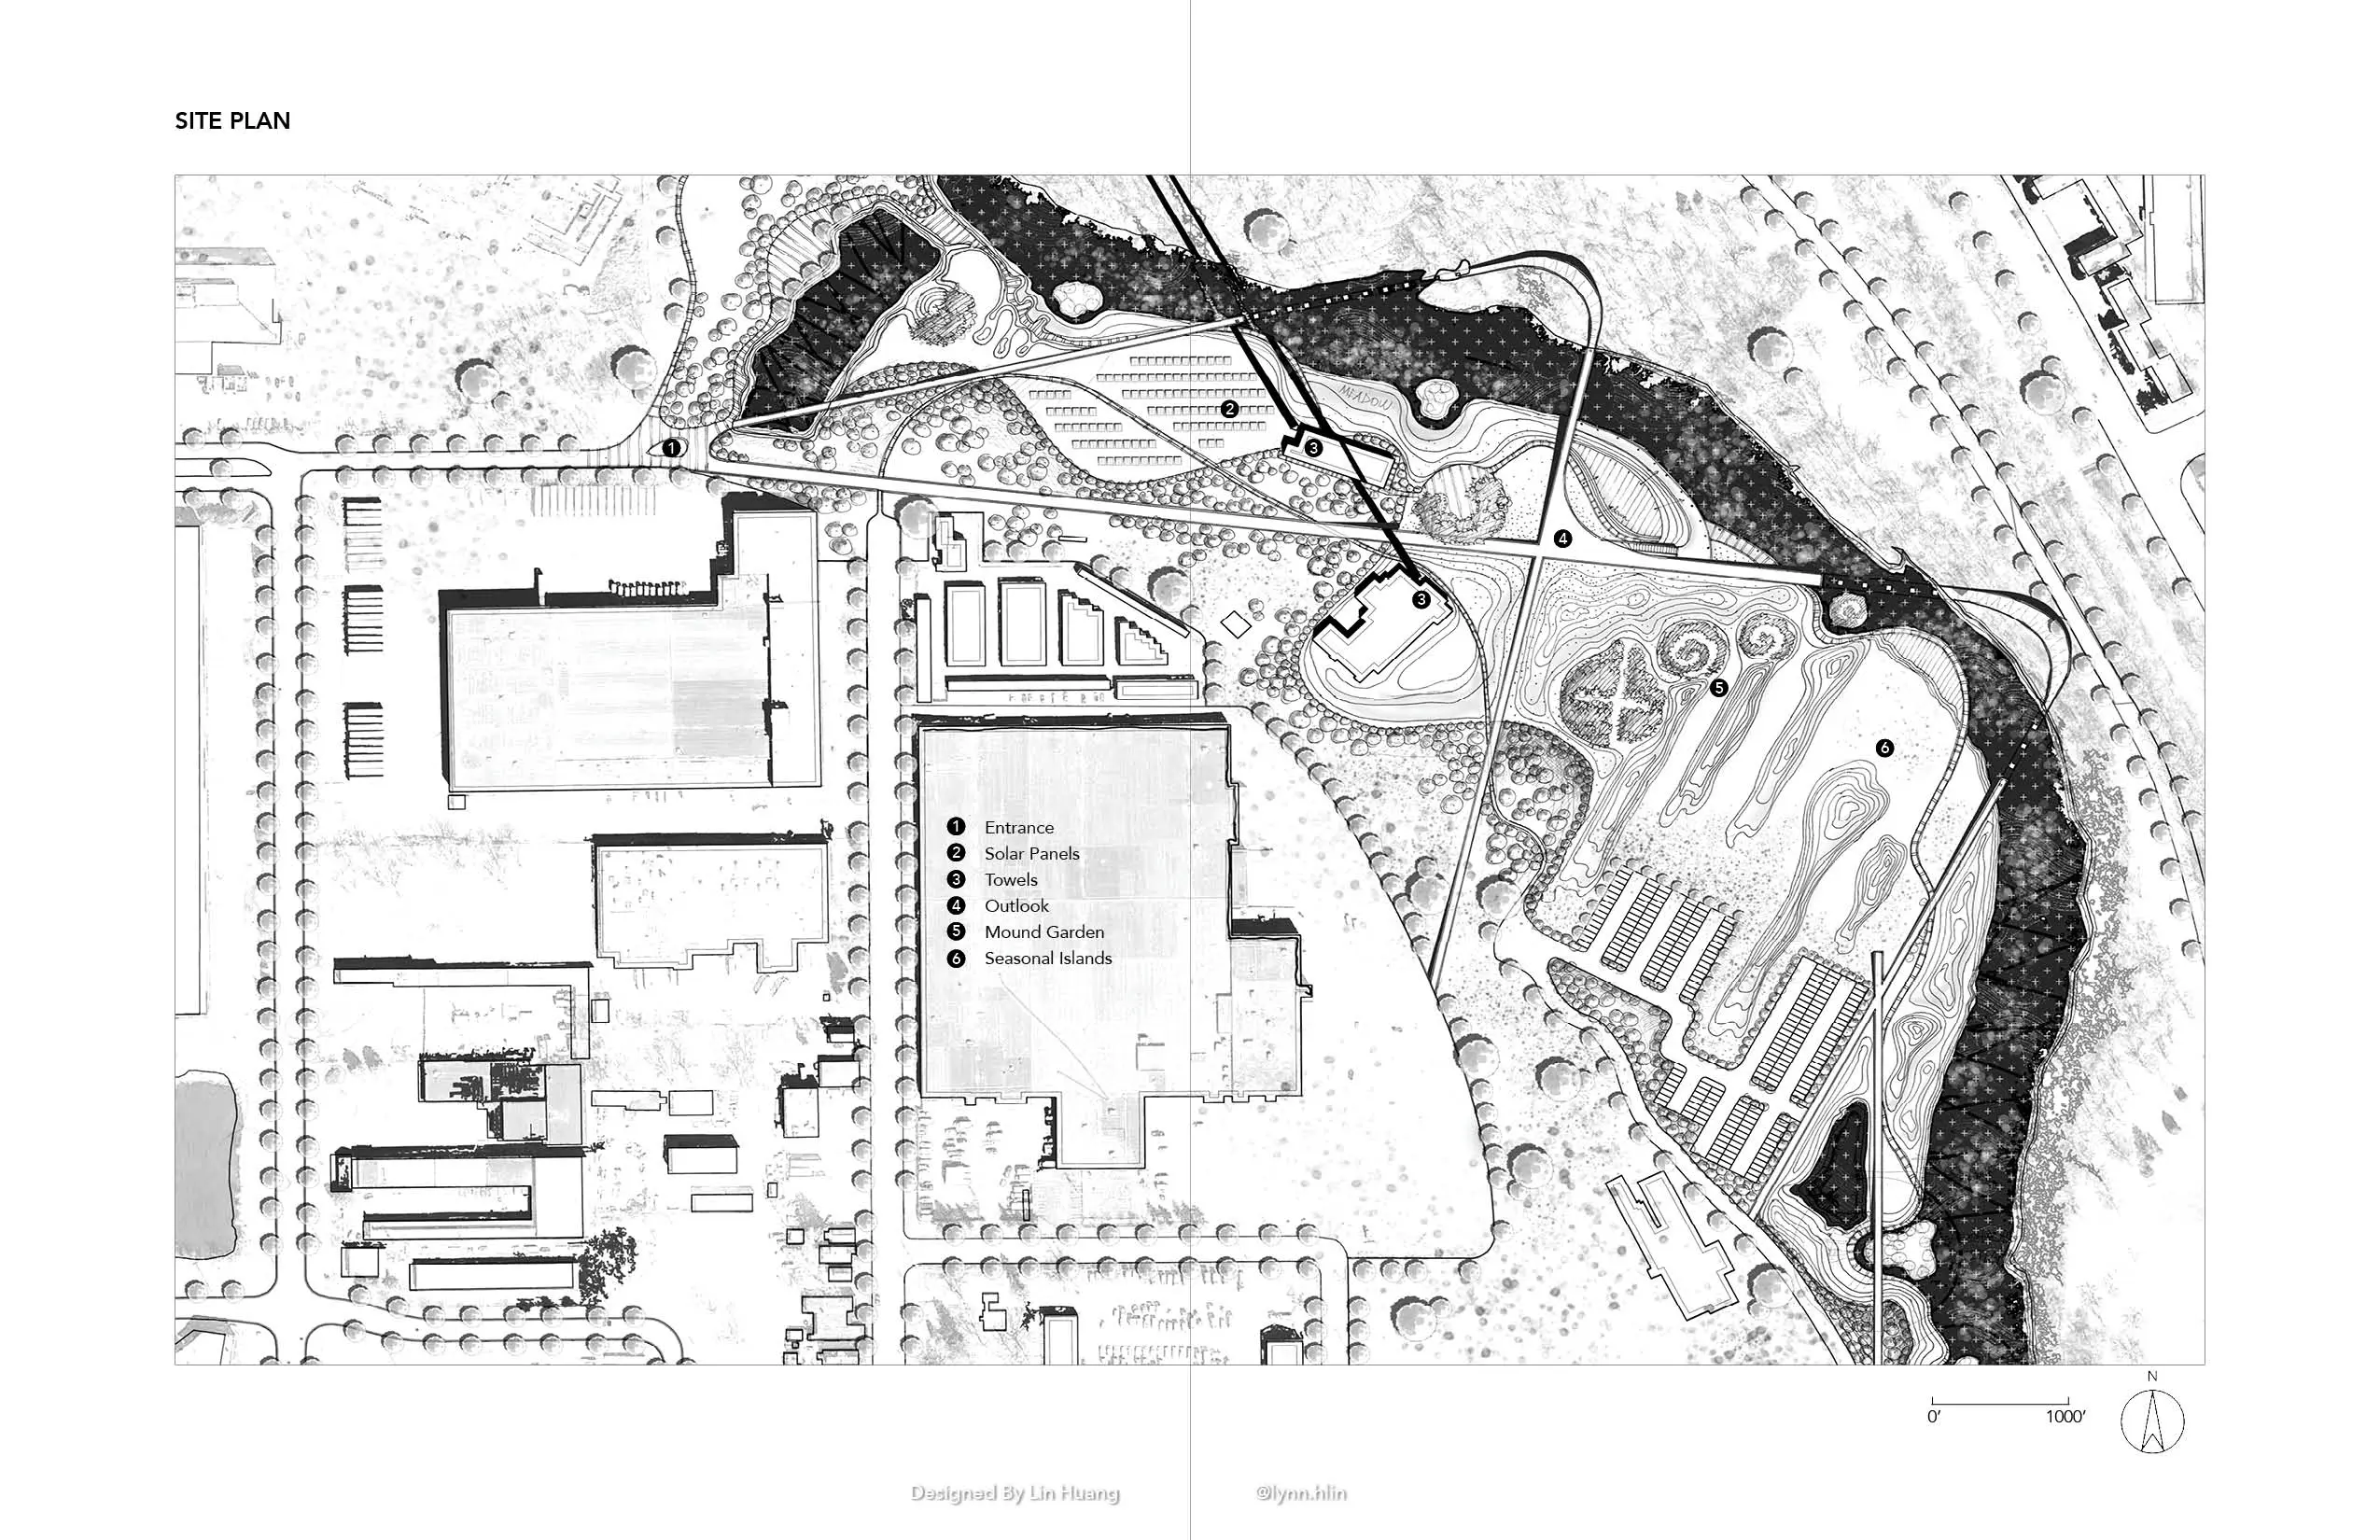 SITE PLAN
MEADOW
1
2
3
4
3
5
6
1 Entrance
2 Solar Panels
3 Towels
4 Outlook
5 Mound Garden
6 Seasonal Islands
N
0' 1000'
Designed By Lin Huang @lynn.hlin